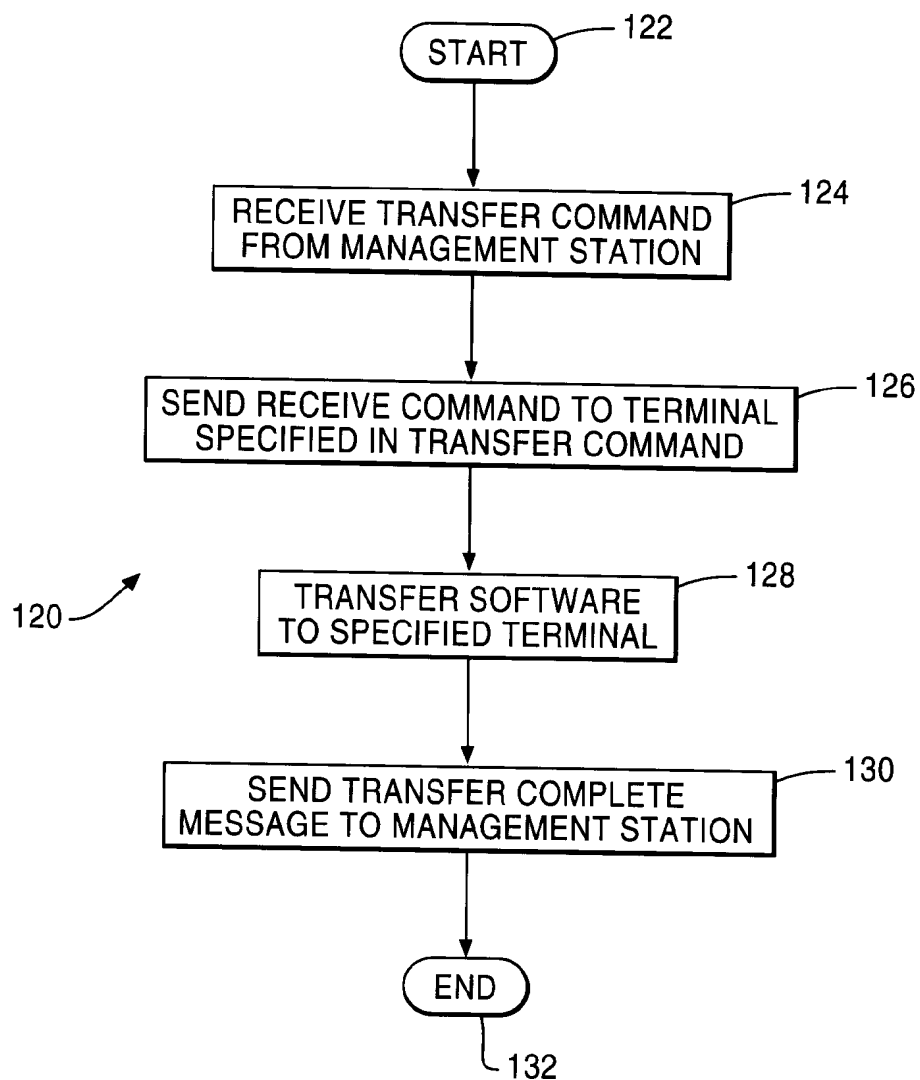 START
122
RECEIVE TRANSFER COMMAND
FROM MANAGEMENT STATION
124
SEND RECEIVE COMMAND TO TERMINAL
SPECIFIED IN TRANSFER COMMAND
126
TRANSFER SOFTWARE
TO SPECIFIED TERMINAL
128
120
SEND TRANSFER COMPLETE
MESSAGE TO MANAGEMENT STATION
130
END
132